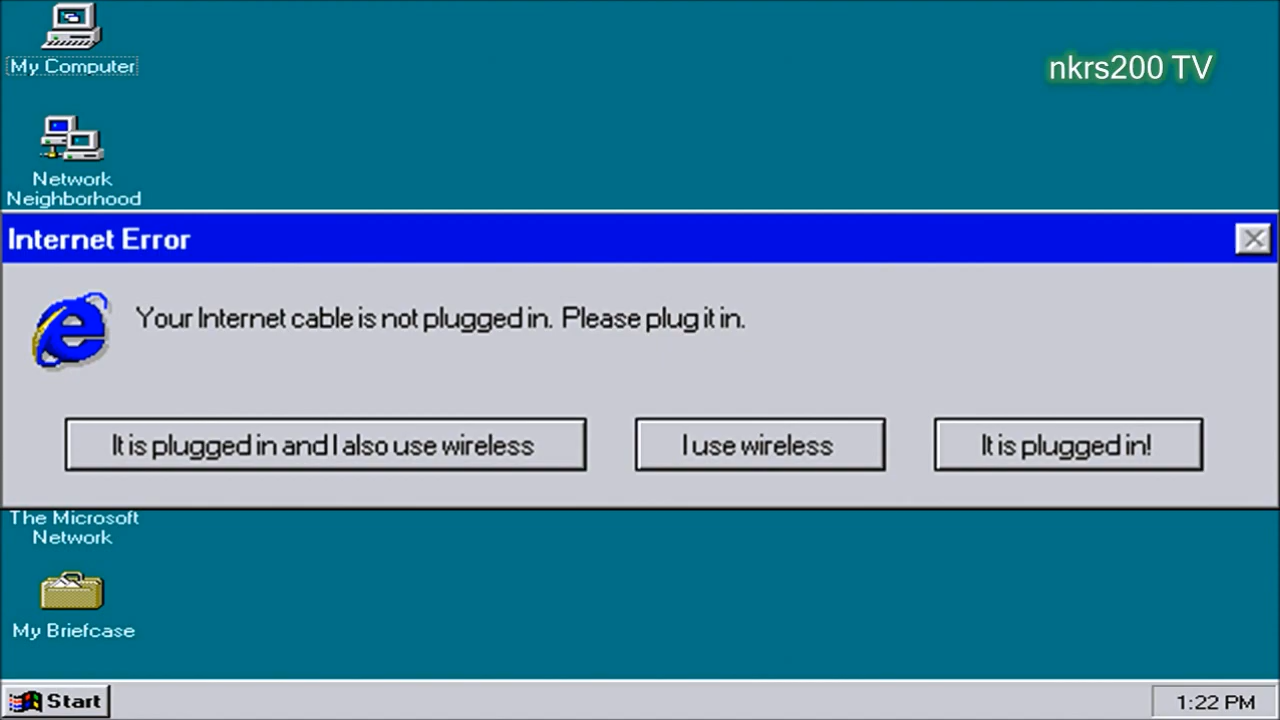 My Computer
nkrs200 TV
Network
Neighborhood
Internet Error
Your Internet cable is not plugged in. Please plug it in.
It is plugged in and I also use wireless
I use wireless
It is plugged in!
The Microsoft
Network
My Briefcase
Start
1:22 PM